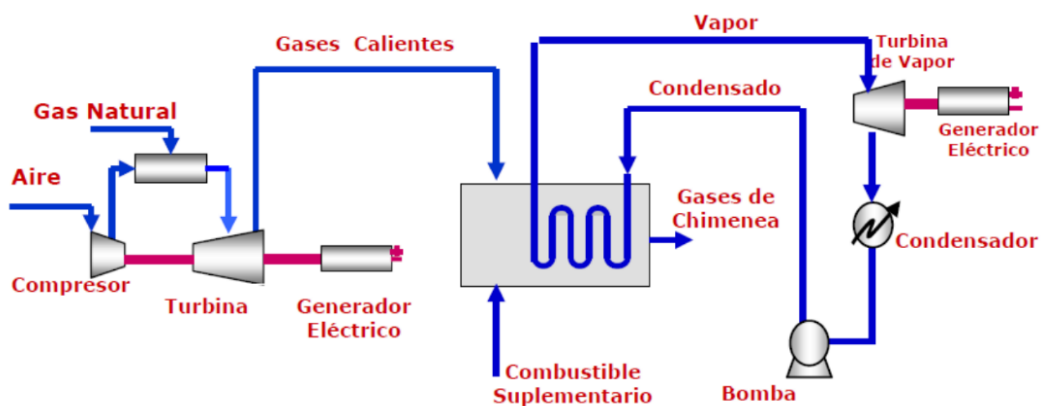 Vapor
Gases Calientes
Turbina
de Vapor
Condensado
Gas Natural
Generador
Eléctrico
Aire
Gases de
Chimenea
Condensador
Compresor
Turbina
Generador
Eléctrico
Combustible
Suplementario
Bomba